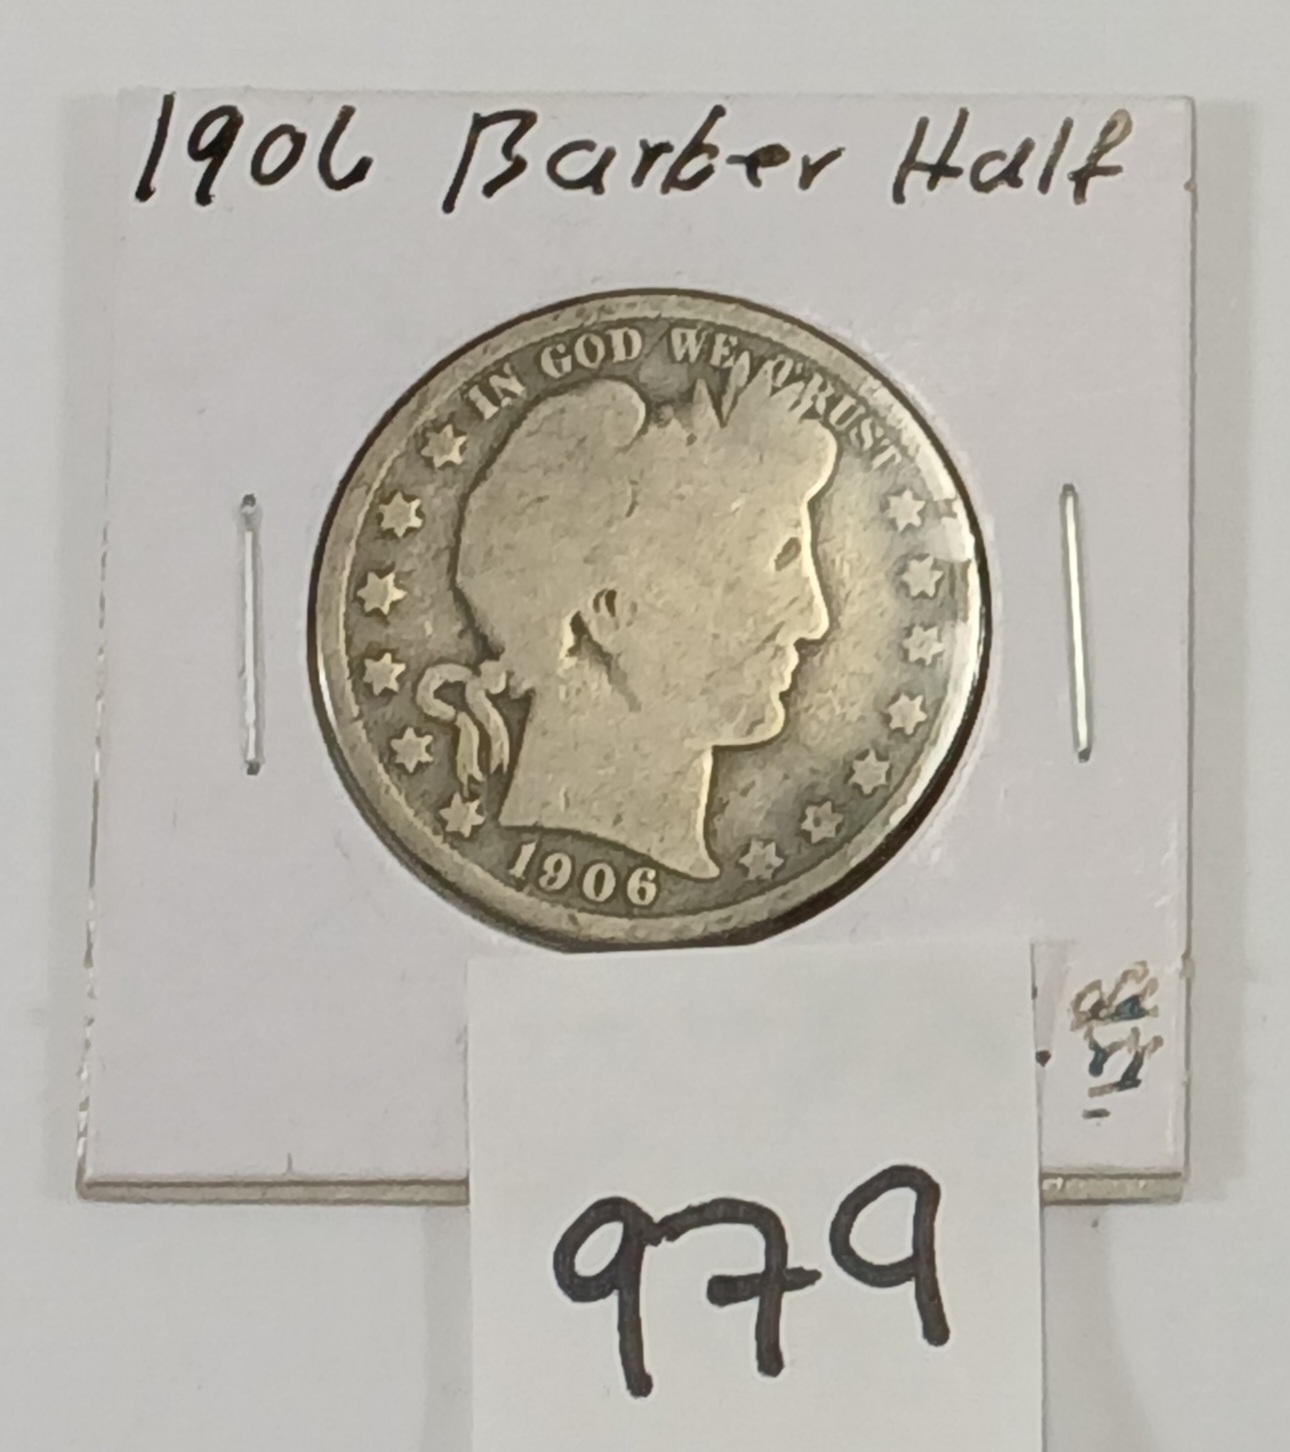 1906 Barber Half
IN GOD WE TRUST
1906
979